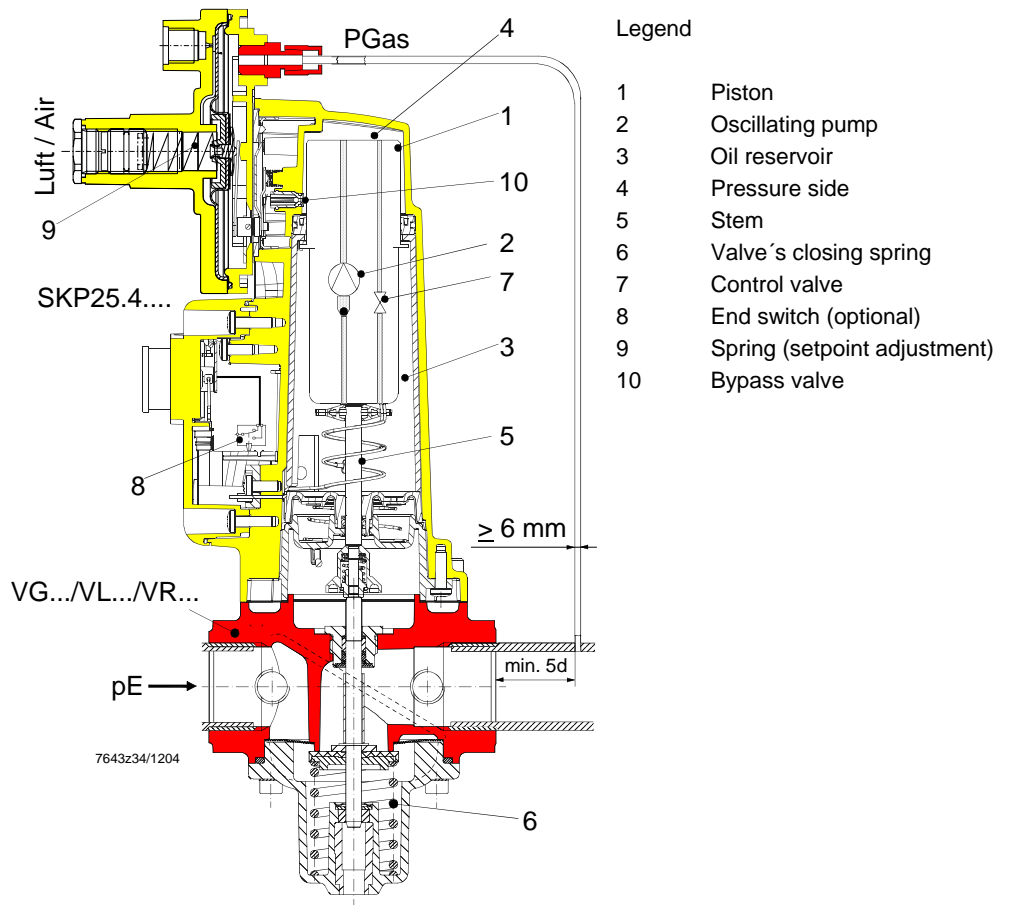 PGas
4
Luft / Air
1
10
9
2
7
SKP25.4....
3
5
8
≥ 6 mm
VG.../VL.../VR...
min. 5d
pE
7643z34/1204
6
Legend
1 Piston
2 Oscillating pump
3 Oil reservoir
4 Pressure side
5 Stem
6 Valve´s closing spring
7 Control valve
8 End switch (optional)
9 Spring (setpoint adjustment)
10 Bypass valve